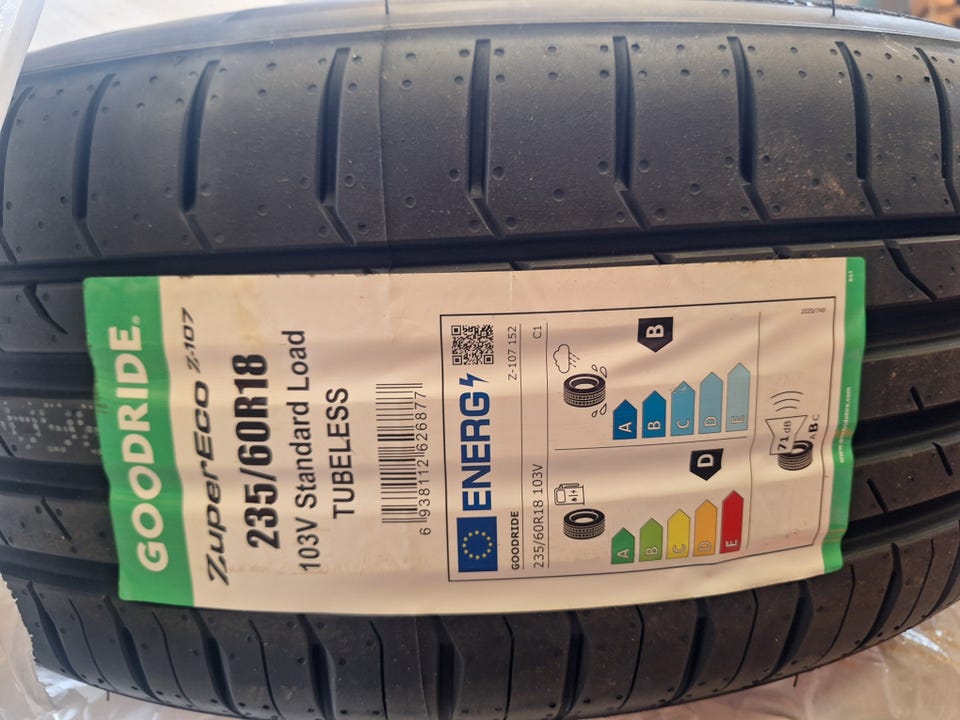 GOODRIDE®
ZuperEco Z-107
235/60R18
103V Standard Load
TUBELESS
6 938112 626877
ENERG
GOODRIDE
Z-107 152
235/60R18 103V
C1
A
B
C
D
E
D
A
B
C
D
E
B
71 dB
ABC
2020/740